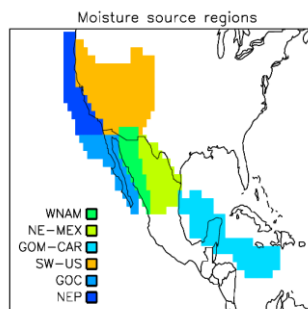 Moisture source regions
WNAM
NE-MEX
GOM-CAR
SW-US
GOC
NEP